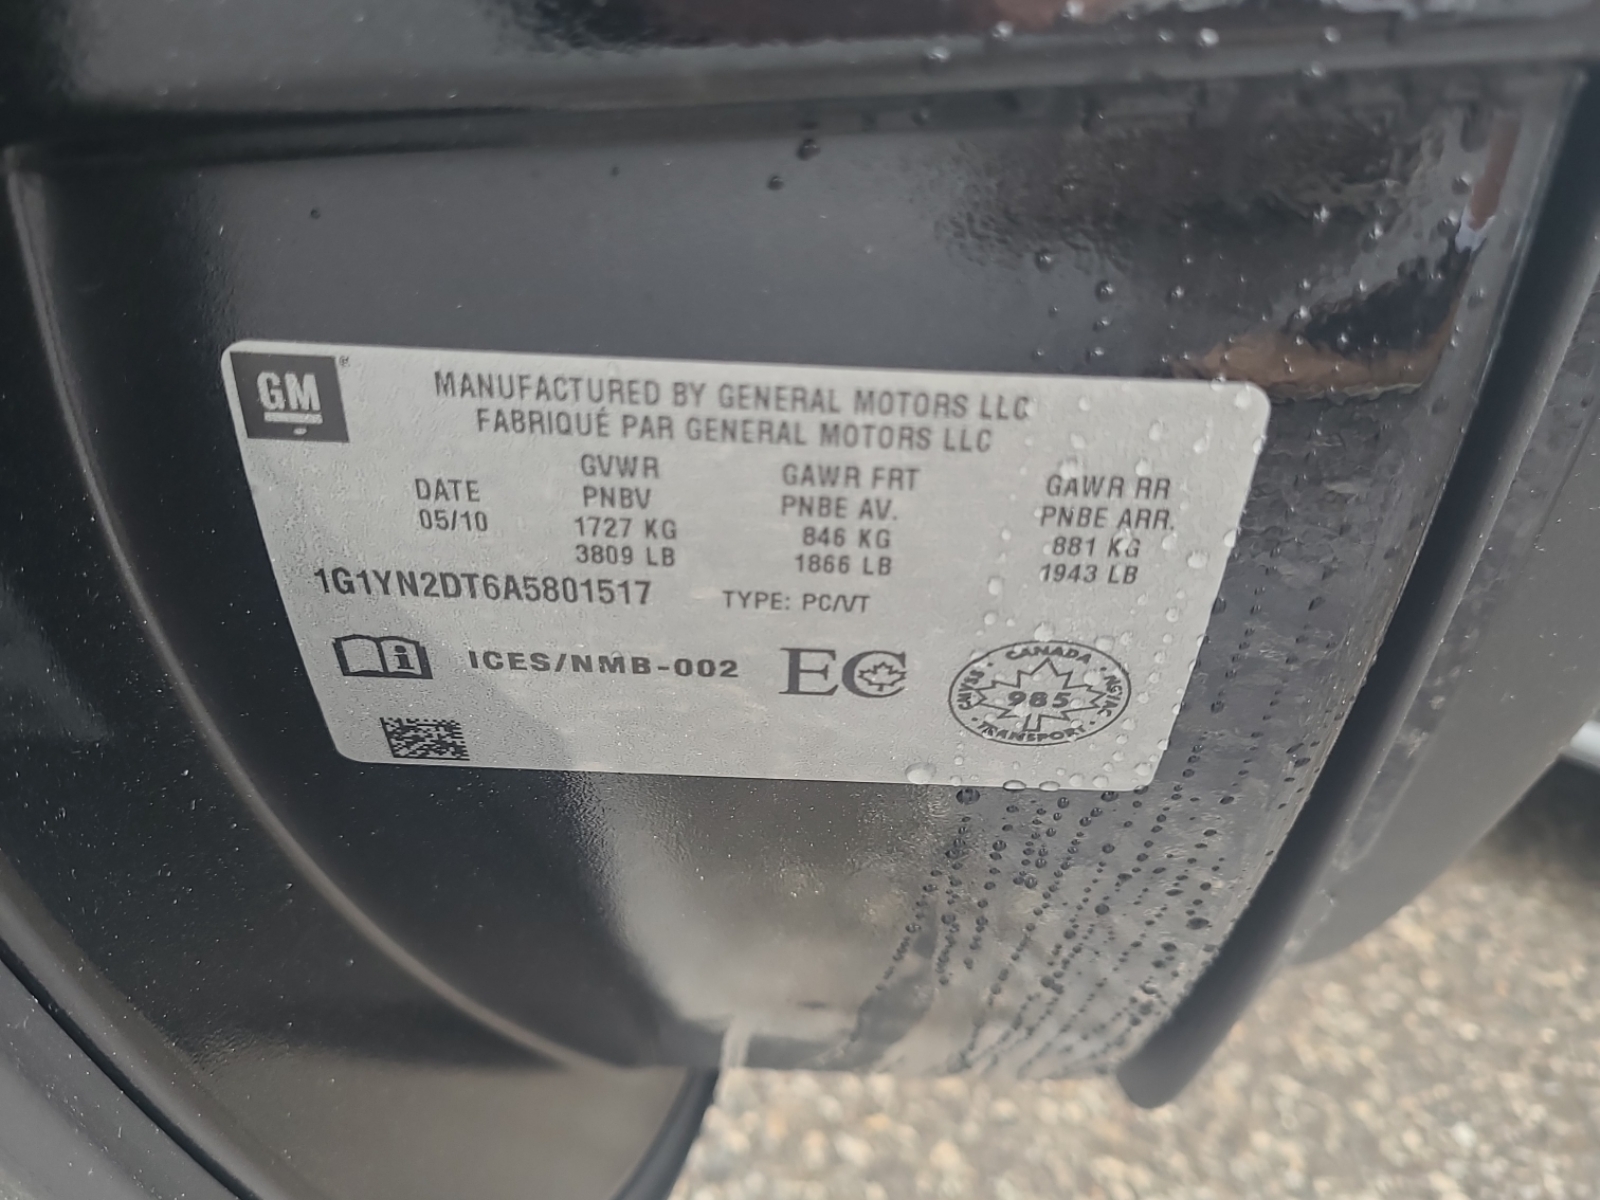 GM
®
MANUFACTURED BY GENERAL MOTORS LLC
FABRIQUÉ PAR GENERAL MOTORS LLC
DATE
05/10
GVWR
PNBV
1727 KG
3809 LB
GAWR FRT
PNBE AV.
846 KG
1866 LB
GAWR RR
PNBE ARR.
881 KG
1943 LB
1G1YN2DT6A5801517
TYPE: PC/VT
i
ICES/NMB-002
EC
CANADA
CMVSS
985
NSVAC
TRANSPORT